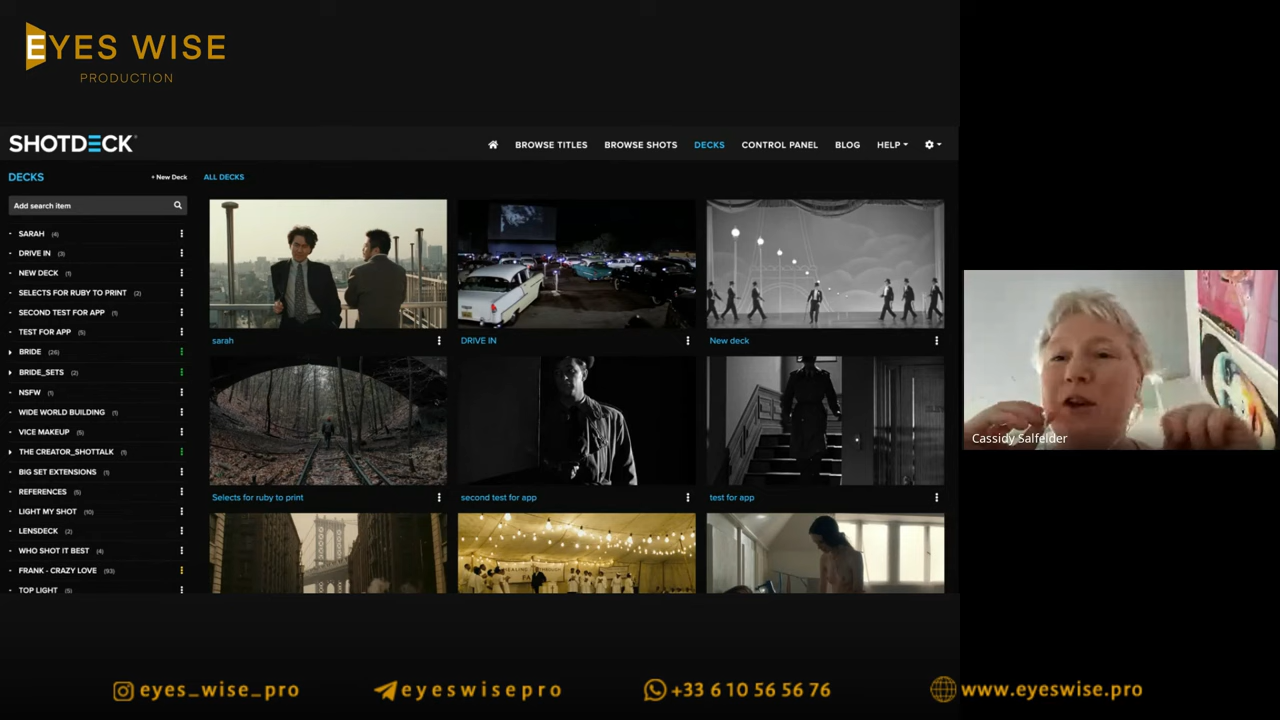 EYES WISE
PRODUCTION
SHOTDECK
BROWSE TITLES BROWSE SHOTS DECKS CONTROL PANEL BLOG HELP
DECKS
+ New Deck
ALL DECKS
Add search item
- SARAH (4)
- DRIVE IN (3)
- NEW DECK (1)
- SELECTS FOR RUBY TO PRINT (2)
- SECOND TEST FOR APP (1)
- TEST FOR APP (5)
BRIDE (26)
BRIDE_SETS (2)
- NSFW (1)
- WIDE WORLD BUILDING (1)
- VICE MAKEUP (5)
THE CREATOR_SHOTTALK (1)
- BIG SET EXTENSIONS (1)
- REFERENCES (5)
- LIGHT MY SHOT (10)
- LENSDECK (2)
- WHO SHOT IT BEST (4)
- FRANK - CRAZY LOVE (93)
- TOP LIGHT (5)
sarah
DRIVE IN
New deck
Selects for ruby to print
second test for app
test for app
Cassidy Salfelder
eyes_wise_pro
eyeswisepro
+33 6 10 56 56 76
www.eyeswise.pro